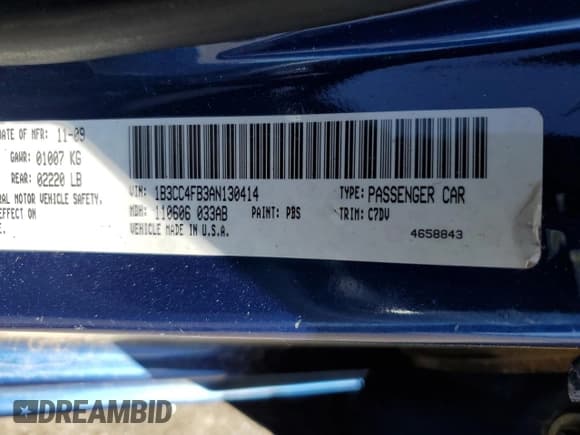 DATE OF MFR: 11-09
GAWR: 01007 KG
REAR: 02220 LB
MOTOR VEHICLE SAFETY,
EFFECT ON
VIN: 1B3CC4FB3AN130414
TYPE: PASSENGER CAR
MDH: 110606 033AB
PAINT: PBS
TRIM: C7DV
VEHICLE MADE IN U.S.A.
4658843
DREAMBID